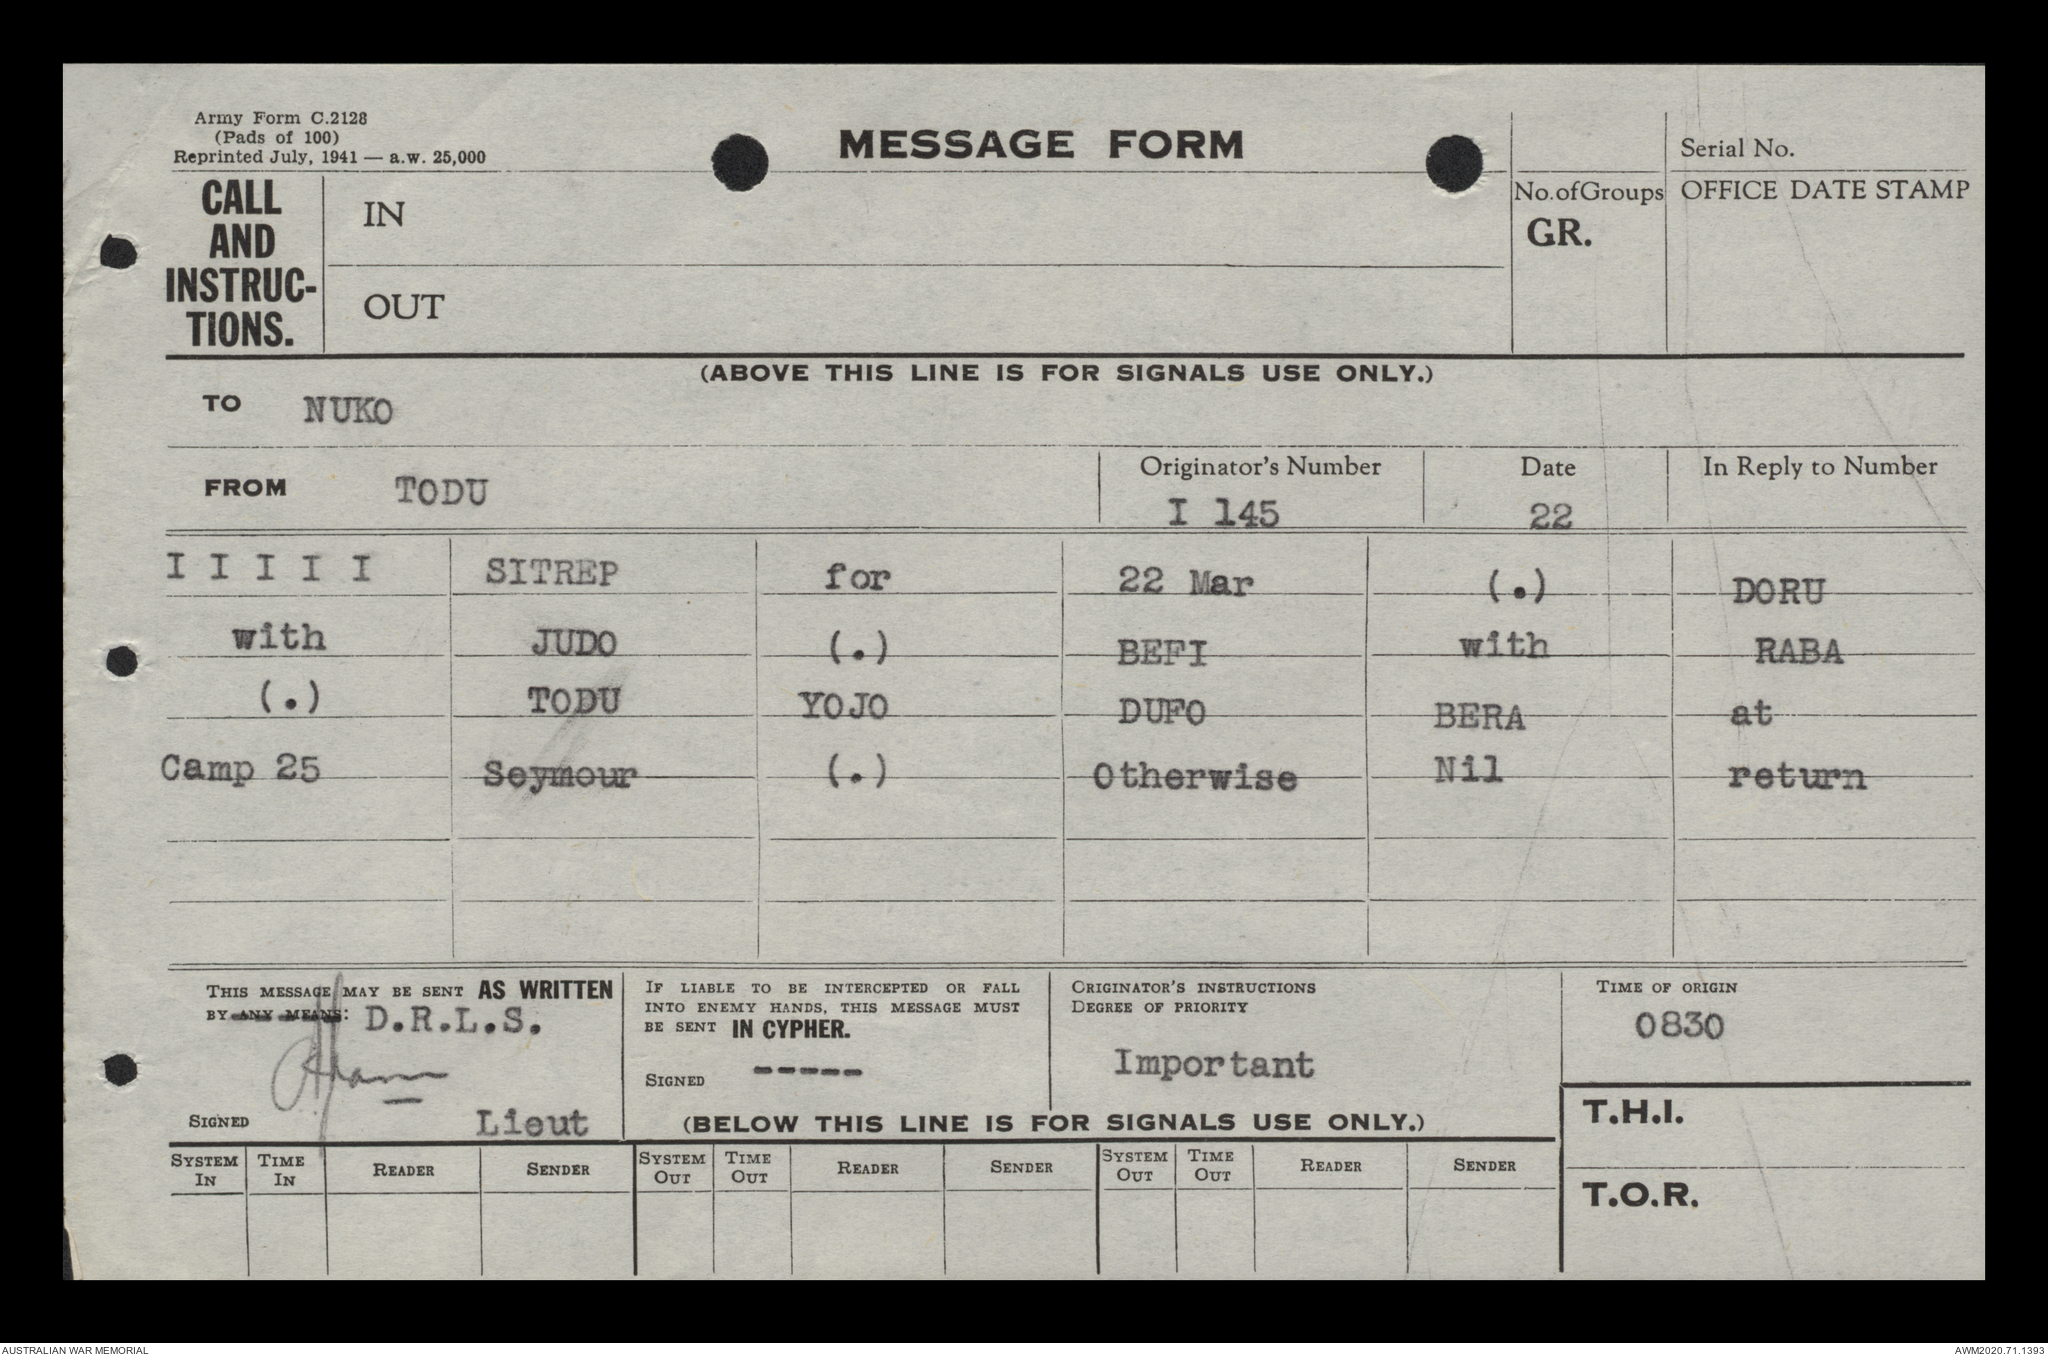 Army Form C.2128
(Pads of 100)
Reprinted July, 1941 — a.w. 25,000
MESSAGE FORM
Serial No.
CALL
AND
INSTRUC-
TIONS.
IN
OUT
No. of Groups
GR.
OFFICE DATE STAMP
(ABOVE THIS LINE IS FOR SIGNALS USE ONLY.)
TO NUKO
FROM TODU
Originator's Number
I 145
Date
22
In Reply to Number
I I I I I SITREP for 22 Mar (.) DORU
with JUDO (.) BEFI with RABA
(.) TODU YOJO DUFO BERA at
Camp 25 Seymour (.) Otherwise Nil return
THIS MESSAGE MAY BE SENT AS WRITTEN
BY ANY MEANS: D.R.L.S.
SIGNED Lieut
IF LIABLE TO BE INTERCEPTED OR FALL
INTO ENEMY HANDS, THIS MESSAGE MUST
BE SENT IN CYPHER.
SIGNED -----
ORIGINATOR'S INSTRUCTIONS
DEGREE OF PRIORITY
Important
TIME OF ORIGIN
0830
(BELOW THIS LINE IS FOR SIGNALS USE ONLY.)
T.H.I.
T.O.R.
SYSTEM IN TIME IN READER SENDER SYSTEM OUT TIME OUT READER SENDER SYSTEM OUT TIME OUT READER SENDER
AUSTRALIAN WAR MEMORIAL
AWM2020.71.1393